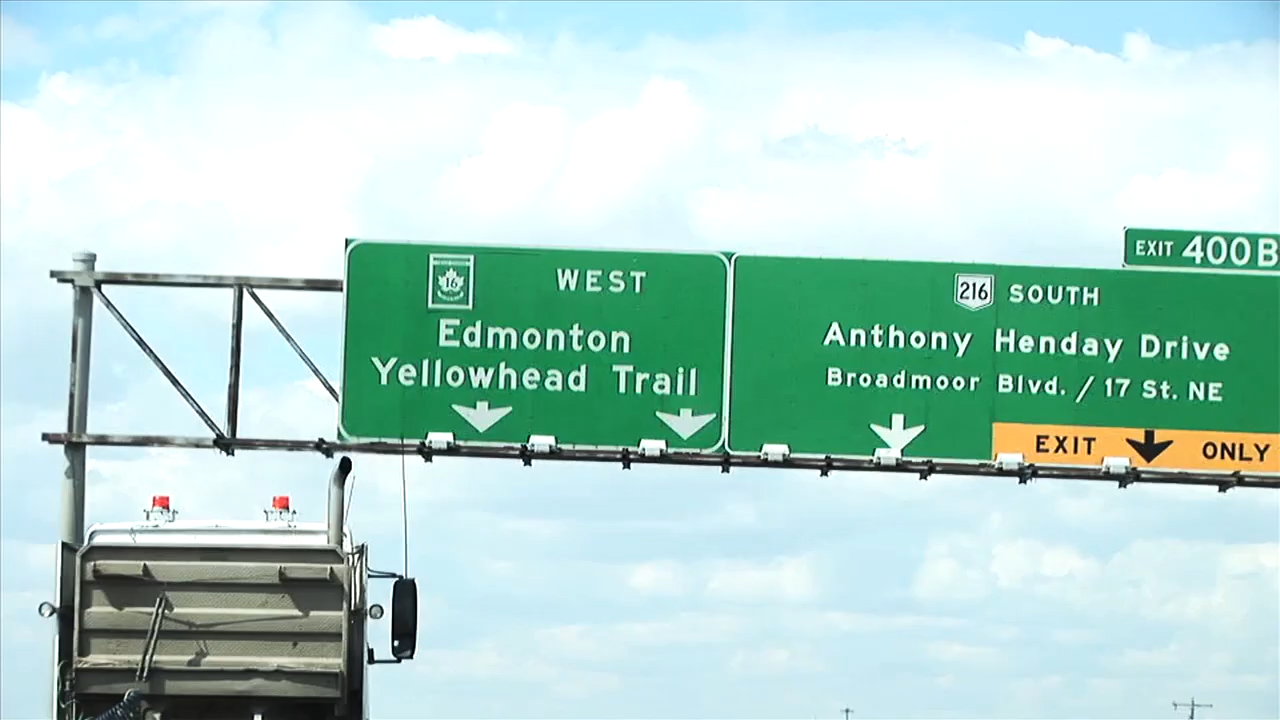 16 WEST
Edmonton
Yellowhead Trail
EXIT 400B
216 SOUTH
Anthony Henday Drive
Broadmoor Blvd. / 17 St. NE
EXIT ONLY